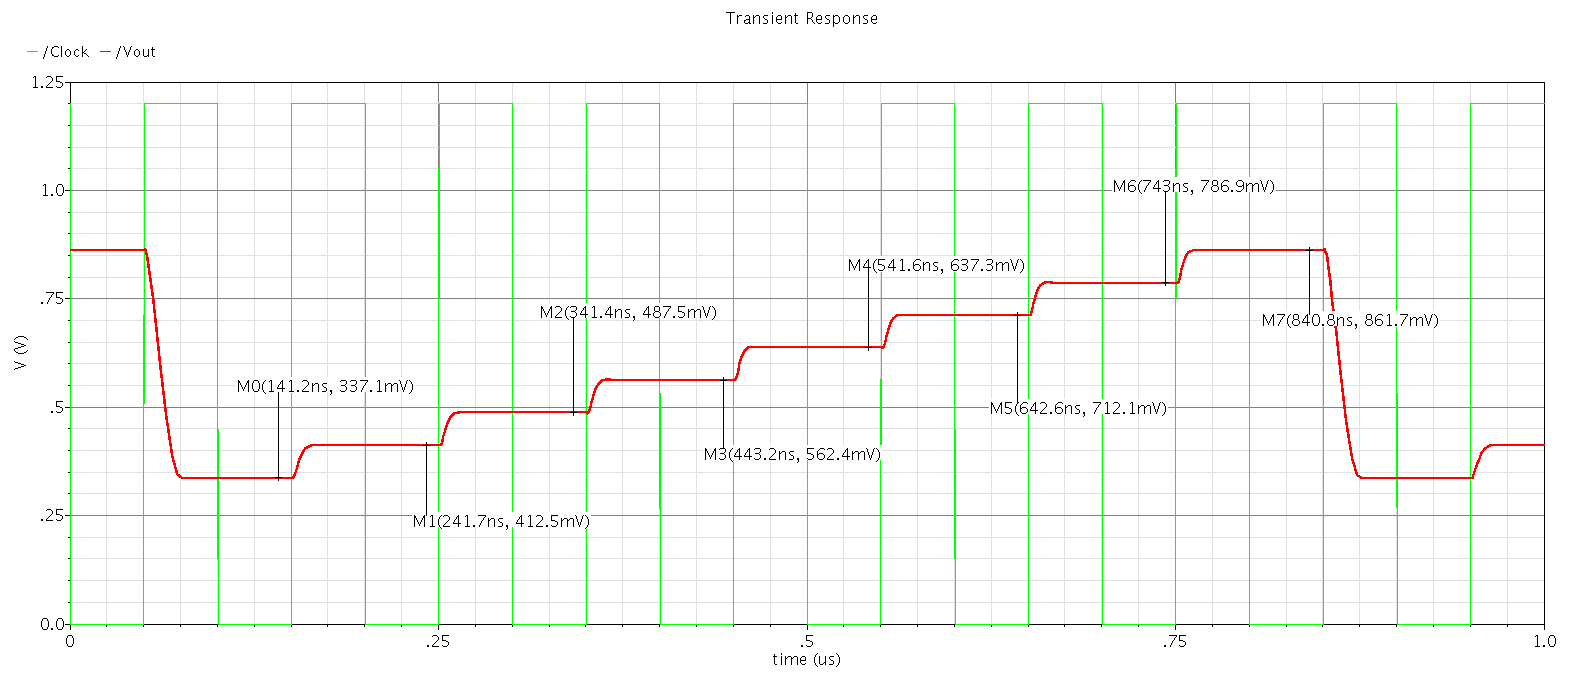 Transient Response
/Clock /Vout
1.25
1.0
.75
.5
.25
0.0
V (V)
M6(743ns, 786.9mV)
M4(541.6ns, 637.3mV)
M2(341.4ns, 487.5mV)
M7(840.8ns, 861.7mV)
M0(141.2ns, 337.1mV)
M5(642.6ns, 712.1mV)
M3(443.2ns, 562.4mV)
M1(241.7ns, 412.5mV)
0 .25 .5 .75 1.0
time (us)